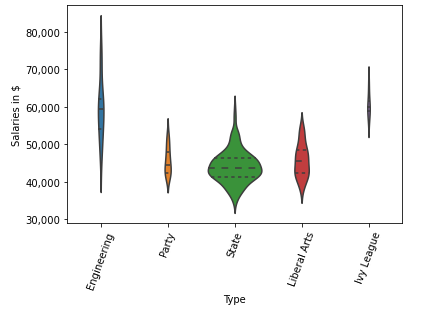 80,000
70,000
60,000
50,000
40,000
30,000
Salaries in $
Engineering
Party
State
Liberal Arts
Ivy League
Type